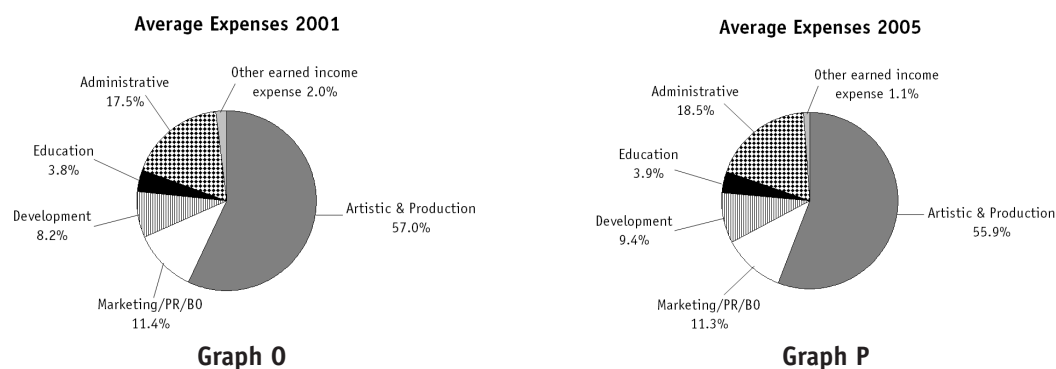 Average Expenses 2001
Other earned income
expense 2.0%
Administrative
17.5%
Education
3.8%
Development
8.2%
Artistic & Production
57.0%
Marketing/PR/BO
11.4%
Graph O
Average Expenses 2005
Other earned income
expense 1.1%
Administrative
18.5%
Education
3.9%
Development
9.4%
Artistic & Production
55.9%
Marketing/PR/BO
11.3%
Graph P